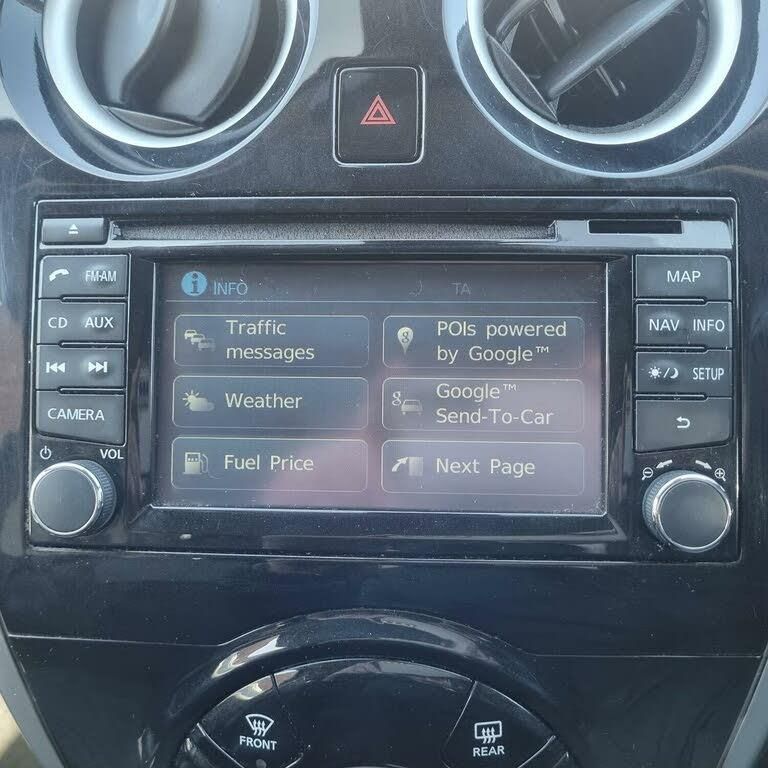 FM·AM
MAP
CD AUX
NAV INFO
SETUP
CAMERA
VOL
INFO TA
Traffic
messages
POIs powered
by Google™
Weather
Google™
Send-To-Car
Fuel Price
Next Page
FRONT
REAR